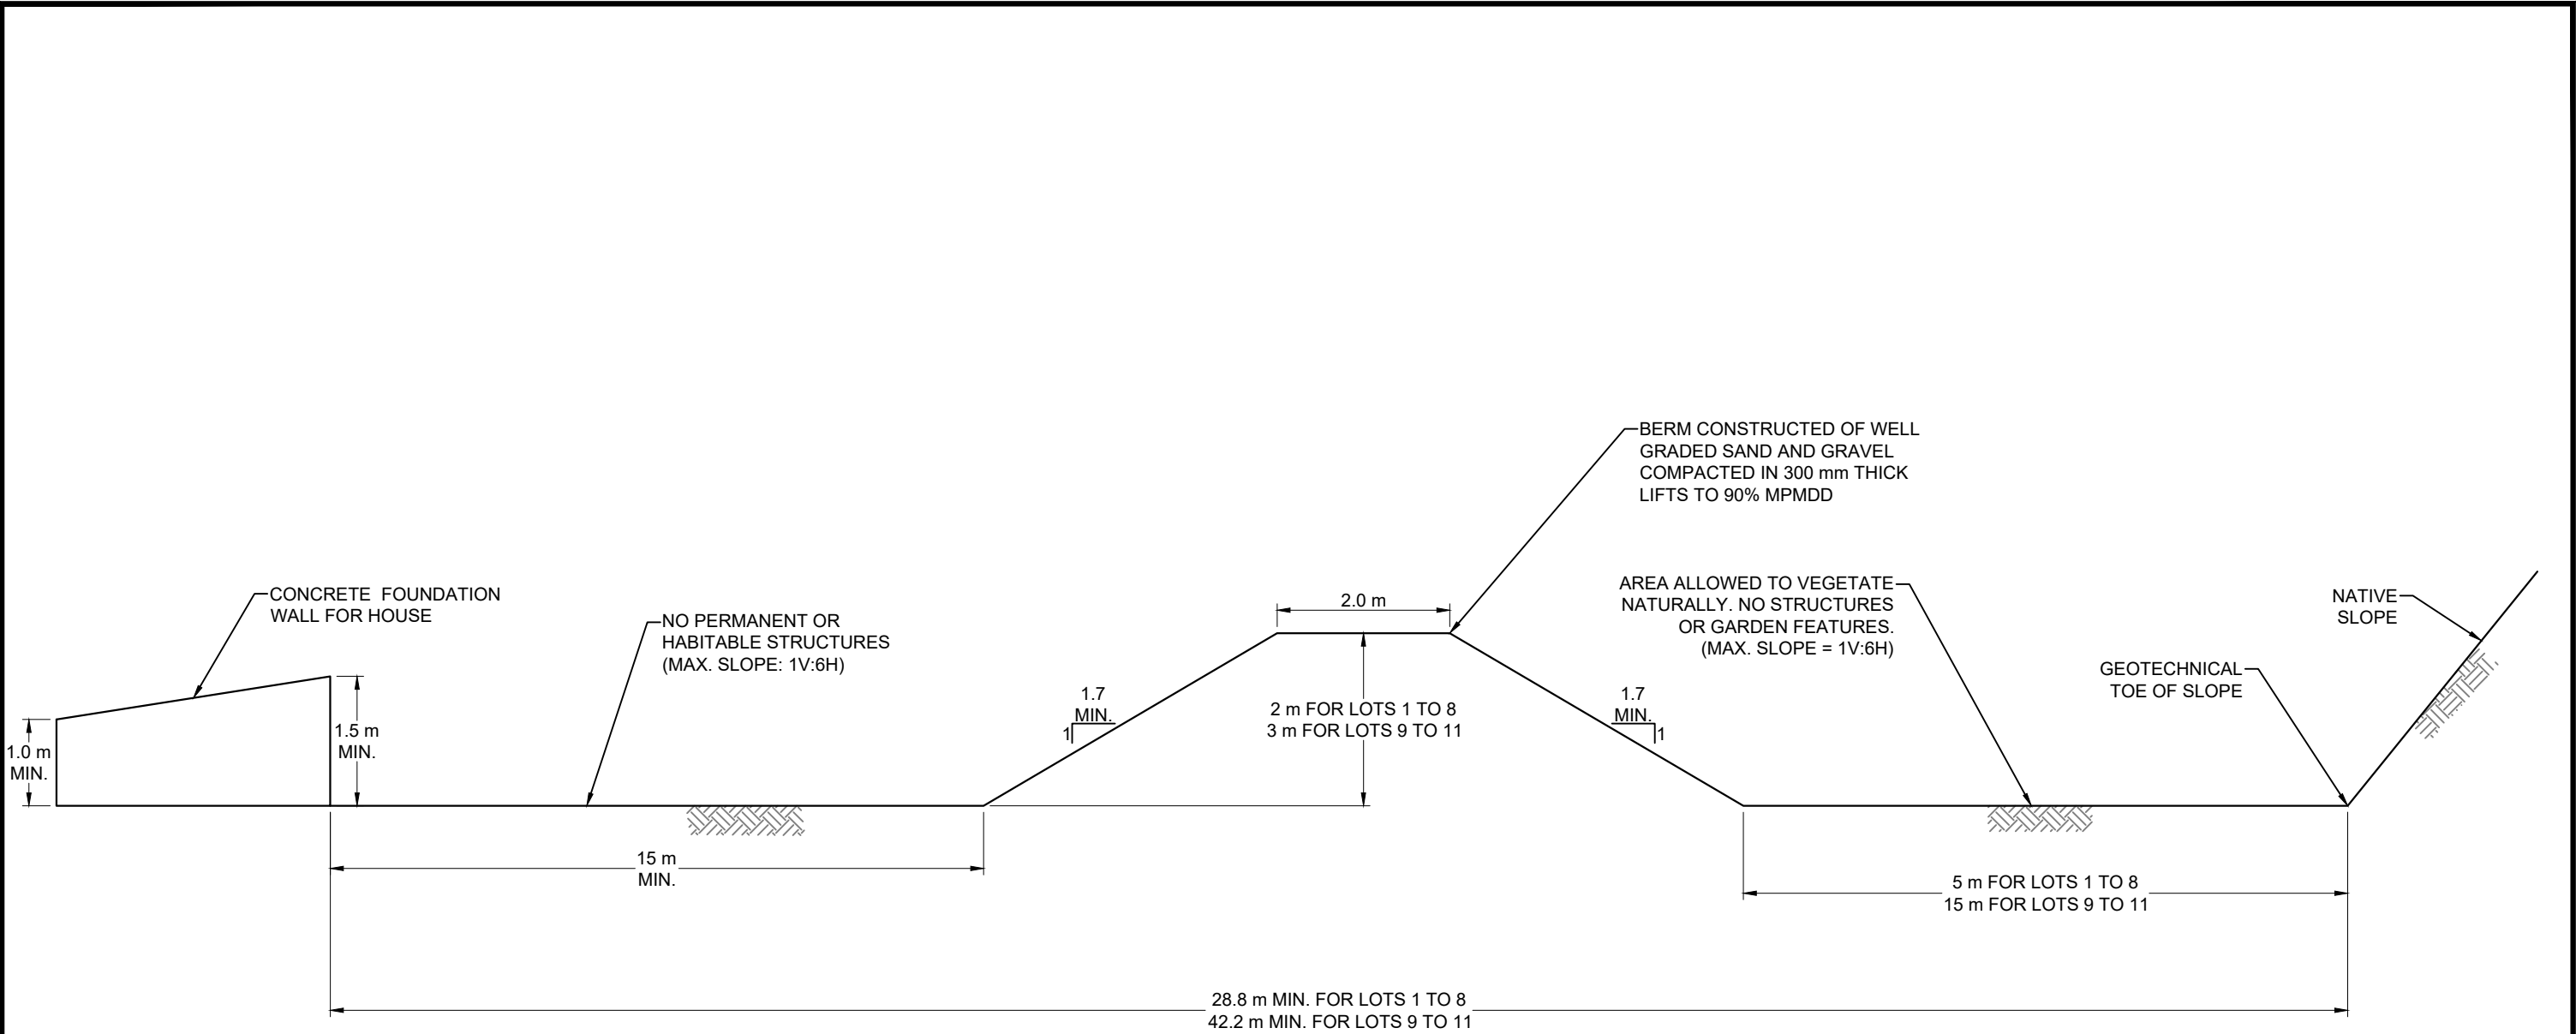 BERM CONSTRUCTED OF WELL
GRADED SAND AND GRAVEL
COMPACTED IN 300 mm THICK
LIFTS TO 90% MPMDD
CONCRETE FOUNDATION
WALL FOR HOUSE
NO PERMANENT OR
HABITABLE STRUCTURES
(MAX. SLOPE: 1V:6H)
2.0 m
AREA ALLOWED TO VEGETATE
NATURALLY. NO STRUCTURES
OR GARDEN FEATURES.
(MAX. SLOPE = 1V:6H)
NATIVE
SLOPE
GEOTECHNICAL
TOE OF SLOPE
1.0 m
MIN.
1.5 m
MIN.
1.7
MIN.
1
2 m FOR LOTS 1 TO 8
3 m FOR LOTS 9 TO 11
1.7
MIN.
1
15 m
MIN.
5 m FOR LOTS 1 TO 8
15 m FOR LOTS 9 TO 11
28.8 m MIN. FOR LOTS 1 TO 8
42.2 m MIN. FOR LOTS 9 TO 11